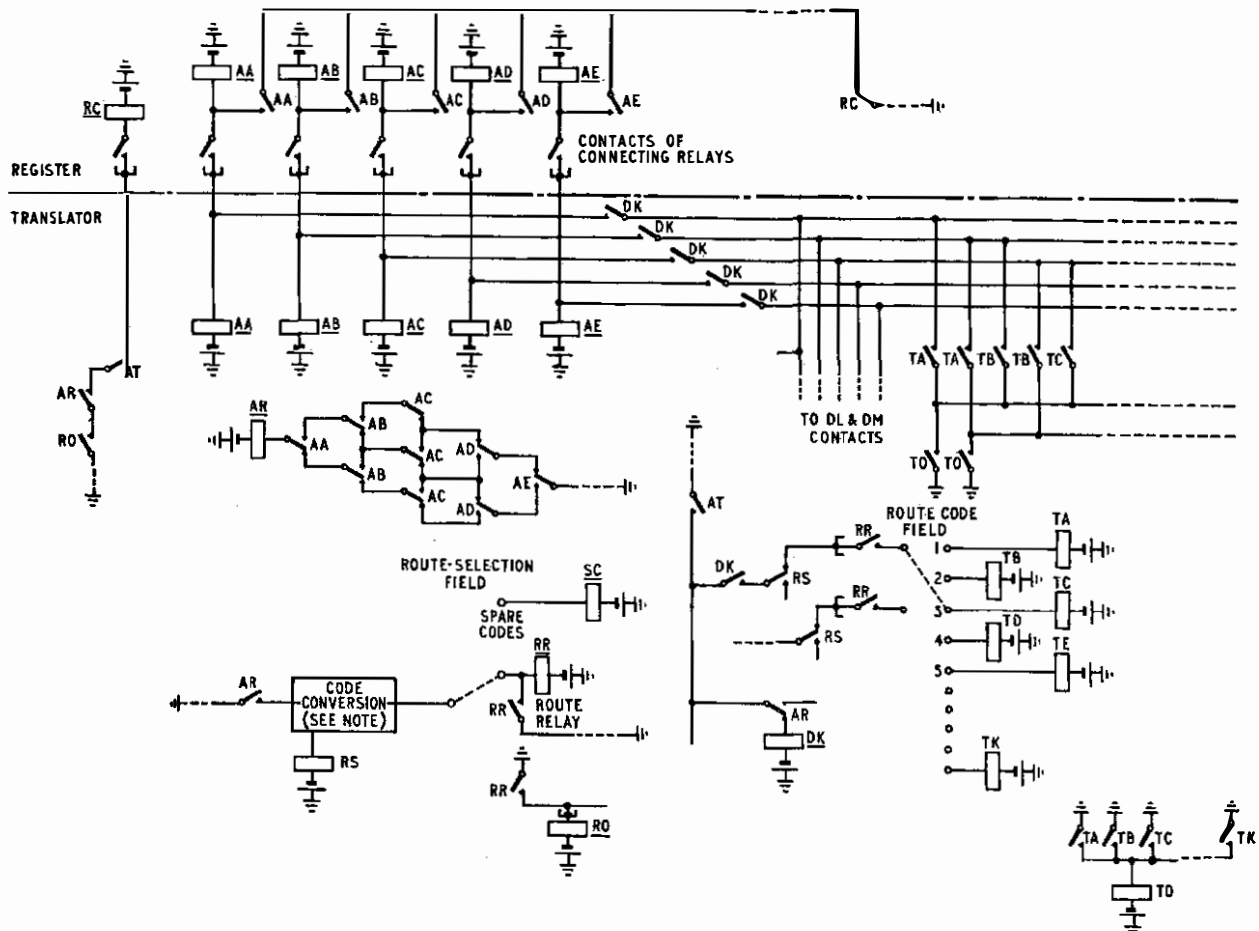 AA AB AC AD AE
RC
AA AB AC AD AE
RC
CONTACTS OF
CONNECTING RELAYS
REGISTER
TRANSLATOR
DK
DK
DK
DK
DK
AA AB AC AD AE
TA TA TB TB TC
AT
AR
RO
AR
AA
AB
AC
AB
AC
AC
AD
AD
AE
TO DL & DM
CONTACTS
TO TO
AT
ROUTE CODE
FIELD
ROUTE-SELECTION
FIELD
SC
SPARE
CODES
DK
RS
RR
RS
RR
1
TA
2
TB
3
TC
4
TD
5
TE
TK
AR
CODE
CONVERSION
(SEE NOTE)
RS
RR
ROUTE
RELAY
RR
RR
RO
AR
DK
TA TB TC TK
TO